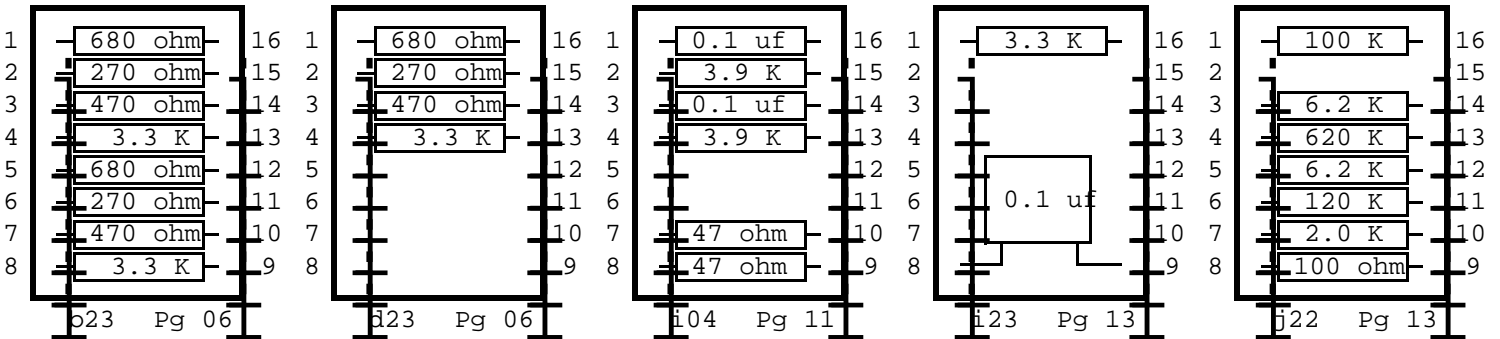 1 680 ohm 16 1 680 ohm 16 1 0.1 uf 16 1 3.3 K 16 1 100 K 16
2 270 ohm 15 2 270 ohm 15 2 3.9 K 15 2 15 2 15
3 470 ohm 14 3 470 ohm 14 3 0.1 uf 14 3 14 3 6.2 K 14
4 3.3 K 13 4 3.3 K 13 4 3.9 K 13 4 13 4 620 K 13
5 680 ohm 12 5 12 5 12 5 12 5 6.2 K 12
6 270 ohm 11 6 11 6 11 6 0.1 uf 11 6 120 K 11
7 470 ohm 10 7 10 7 47 ohm 10 7 10 7 2.0 K 10
8 3.3 K 9 8 9 8 47 ohm 9 8 9 8 100 ohm 9
Pg 06 d23 Pg 06 i04 Pg 11 i23 Pg 13 j22 Pg 13